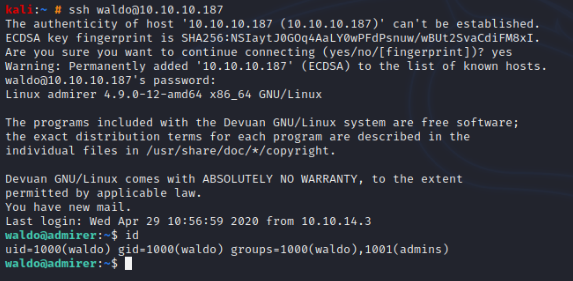 kali:~ # ssh waldo@10.10.10.187
The authenticity of host '10.10.10.187 (10.10.10.187)' can't be established.
ECDSA key fingerprint is SHA256:NSIaytJ0GOq4AaLY0wPFdPsnuw/wBUt2SvaCdiFM8xI.
Are you sure you want to continue connecting (yes/no/[fingerprint])? yes
Warning: Permanently added '10.10.10.187' (ECDSA) to the list of known hosts.
waldo@10.10.10.187's password:
Linux admirer 4.9.0-12-amd64 x86_64 GNU/Linux
The programs included with the Devuan GNU/Linux system are free software;
the exact distribution terms for each program are described in the
individual files in /usr/share/doc/*/copyright.
Devuan GNU/Linux comes with ABSOLUTELY NO WARRANTY, to the extent
permitted by applicable law.
You have new mail.
Last login: Wed Apr 29 10:56:59 2020 from 10.10.14.3
waldo@admirer:~$ id
uid=1000(waldo) gid=1000(waldo) groups=1000(waldo),1001(admins)
waldo@admirer:~$